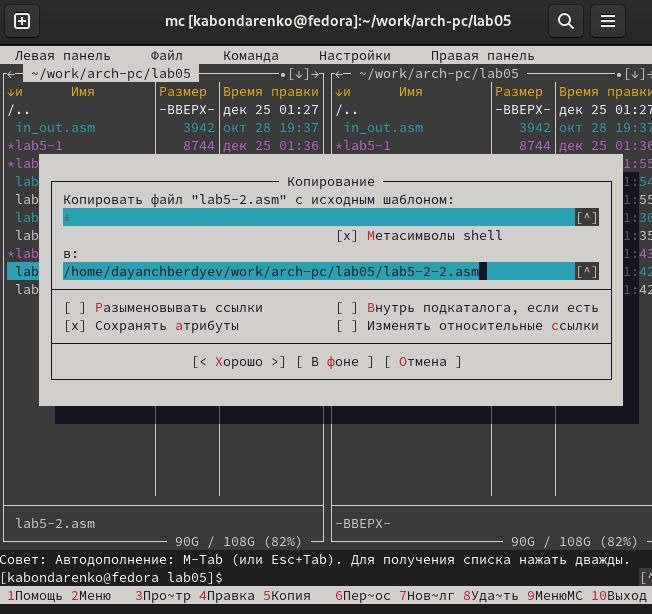 mc [kabondarenko@fedora]:~/work/arch-pc/lab05
Левая панель Файл Команда Настройки Правая панель
~/work/arch-pc/lab05 •[↓]→ ← ~/work/arch-pc/lab05 •[↓]→
↓и Имя Размер Время правки ↓и Имя Размер Время правки
/.. -ВВЕРХ- дек 25 01:27 /.. -ВВЕРХ- дек 25 01:27
in_out.asm 3942 окт 28 19:37 in_out.asm 3942 окт 28 19:37
*lab5-1 8744 дек 25 01:36 *lab5-1 8744 дек 25 01:36
*lab 1:55
lab 1:54
lab 1:55
lab 1:30
lab 1:35
*lab 1:43
lab 1:42
lab 1:42
Копирование
Копировать файл "lab5-2.asm" с исходным шаблоном:
* [^]
[x] Метасимволы shell
в:
/home/dayanchberdyev/work/arch-pc/lab05/lab5-2-2.asm [^]
[ ] Разыменовывать ссылки [ ] Внутрь подкаталога, если есть
[x] Сохранять атрибуты [ ] Изменять относительные ссылки
[< Хорошо >] [ В фоне ] [ Отмена ]
lab5-2.asm -ВВЕРХ-
90G / 108G (82%) 90G / 108G (82%)
Совет: Автодополнение: M-Tab (или Esc+Tab). Для получения списка нажать дважды.
[kabondarenko@fedora lab05]$ [^
1Помощь 2Меню 3Про~тр 4Правка 5Копия 6Пер~ос 7Нов~лг 8Уда~ть 9МенюMC 10Выход